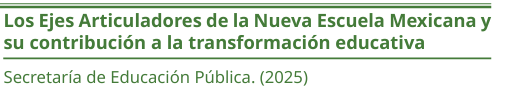 Los Ejes Articuladores de la Nueva Escuela Mexicana y
su contribución a la transformación educativa
Secretaría de Educación Pública. (2025)